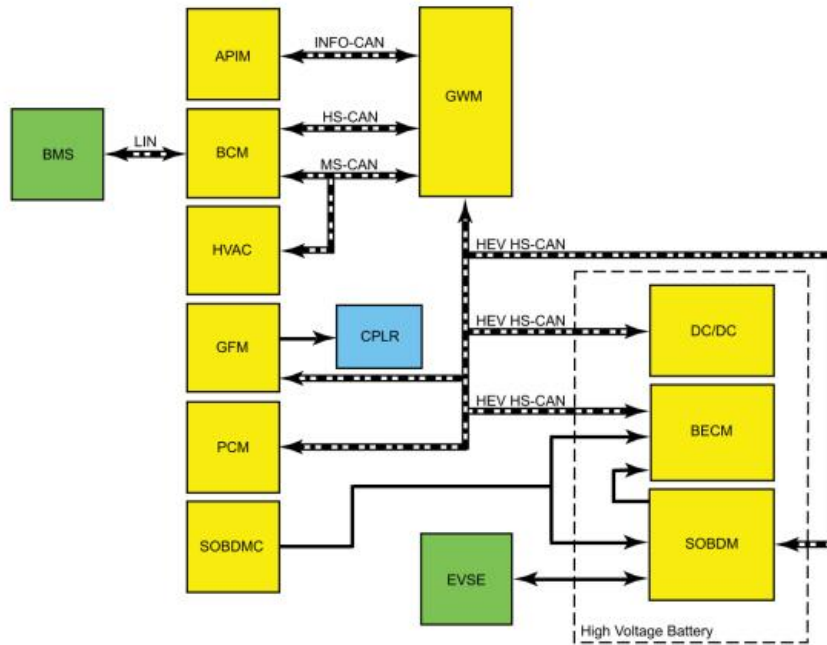 APIM
INFO-CAN
GWM
BMS
LIN
BCM
HS-CAN
MS-CAN
HVAC
HEV HS-CAN
GFM
CPLR
HEV HS-CAN
DC/DC
PCM
HEV HS-CAN
BECM
SOBDMC
EVSE
SOBDM
High Voltage Battery